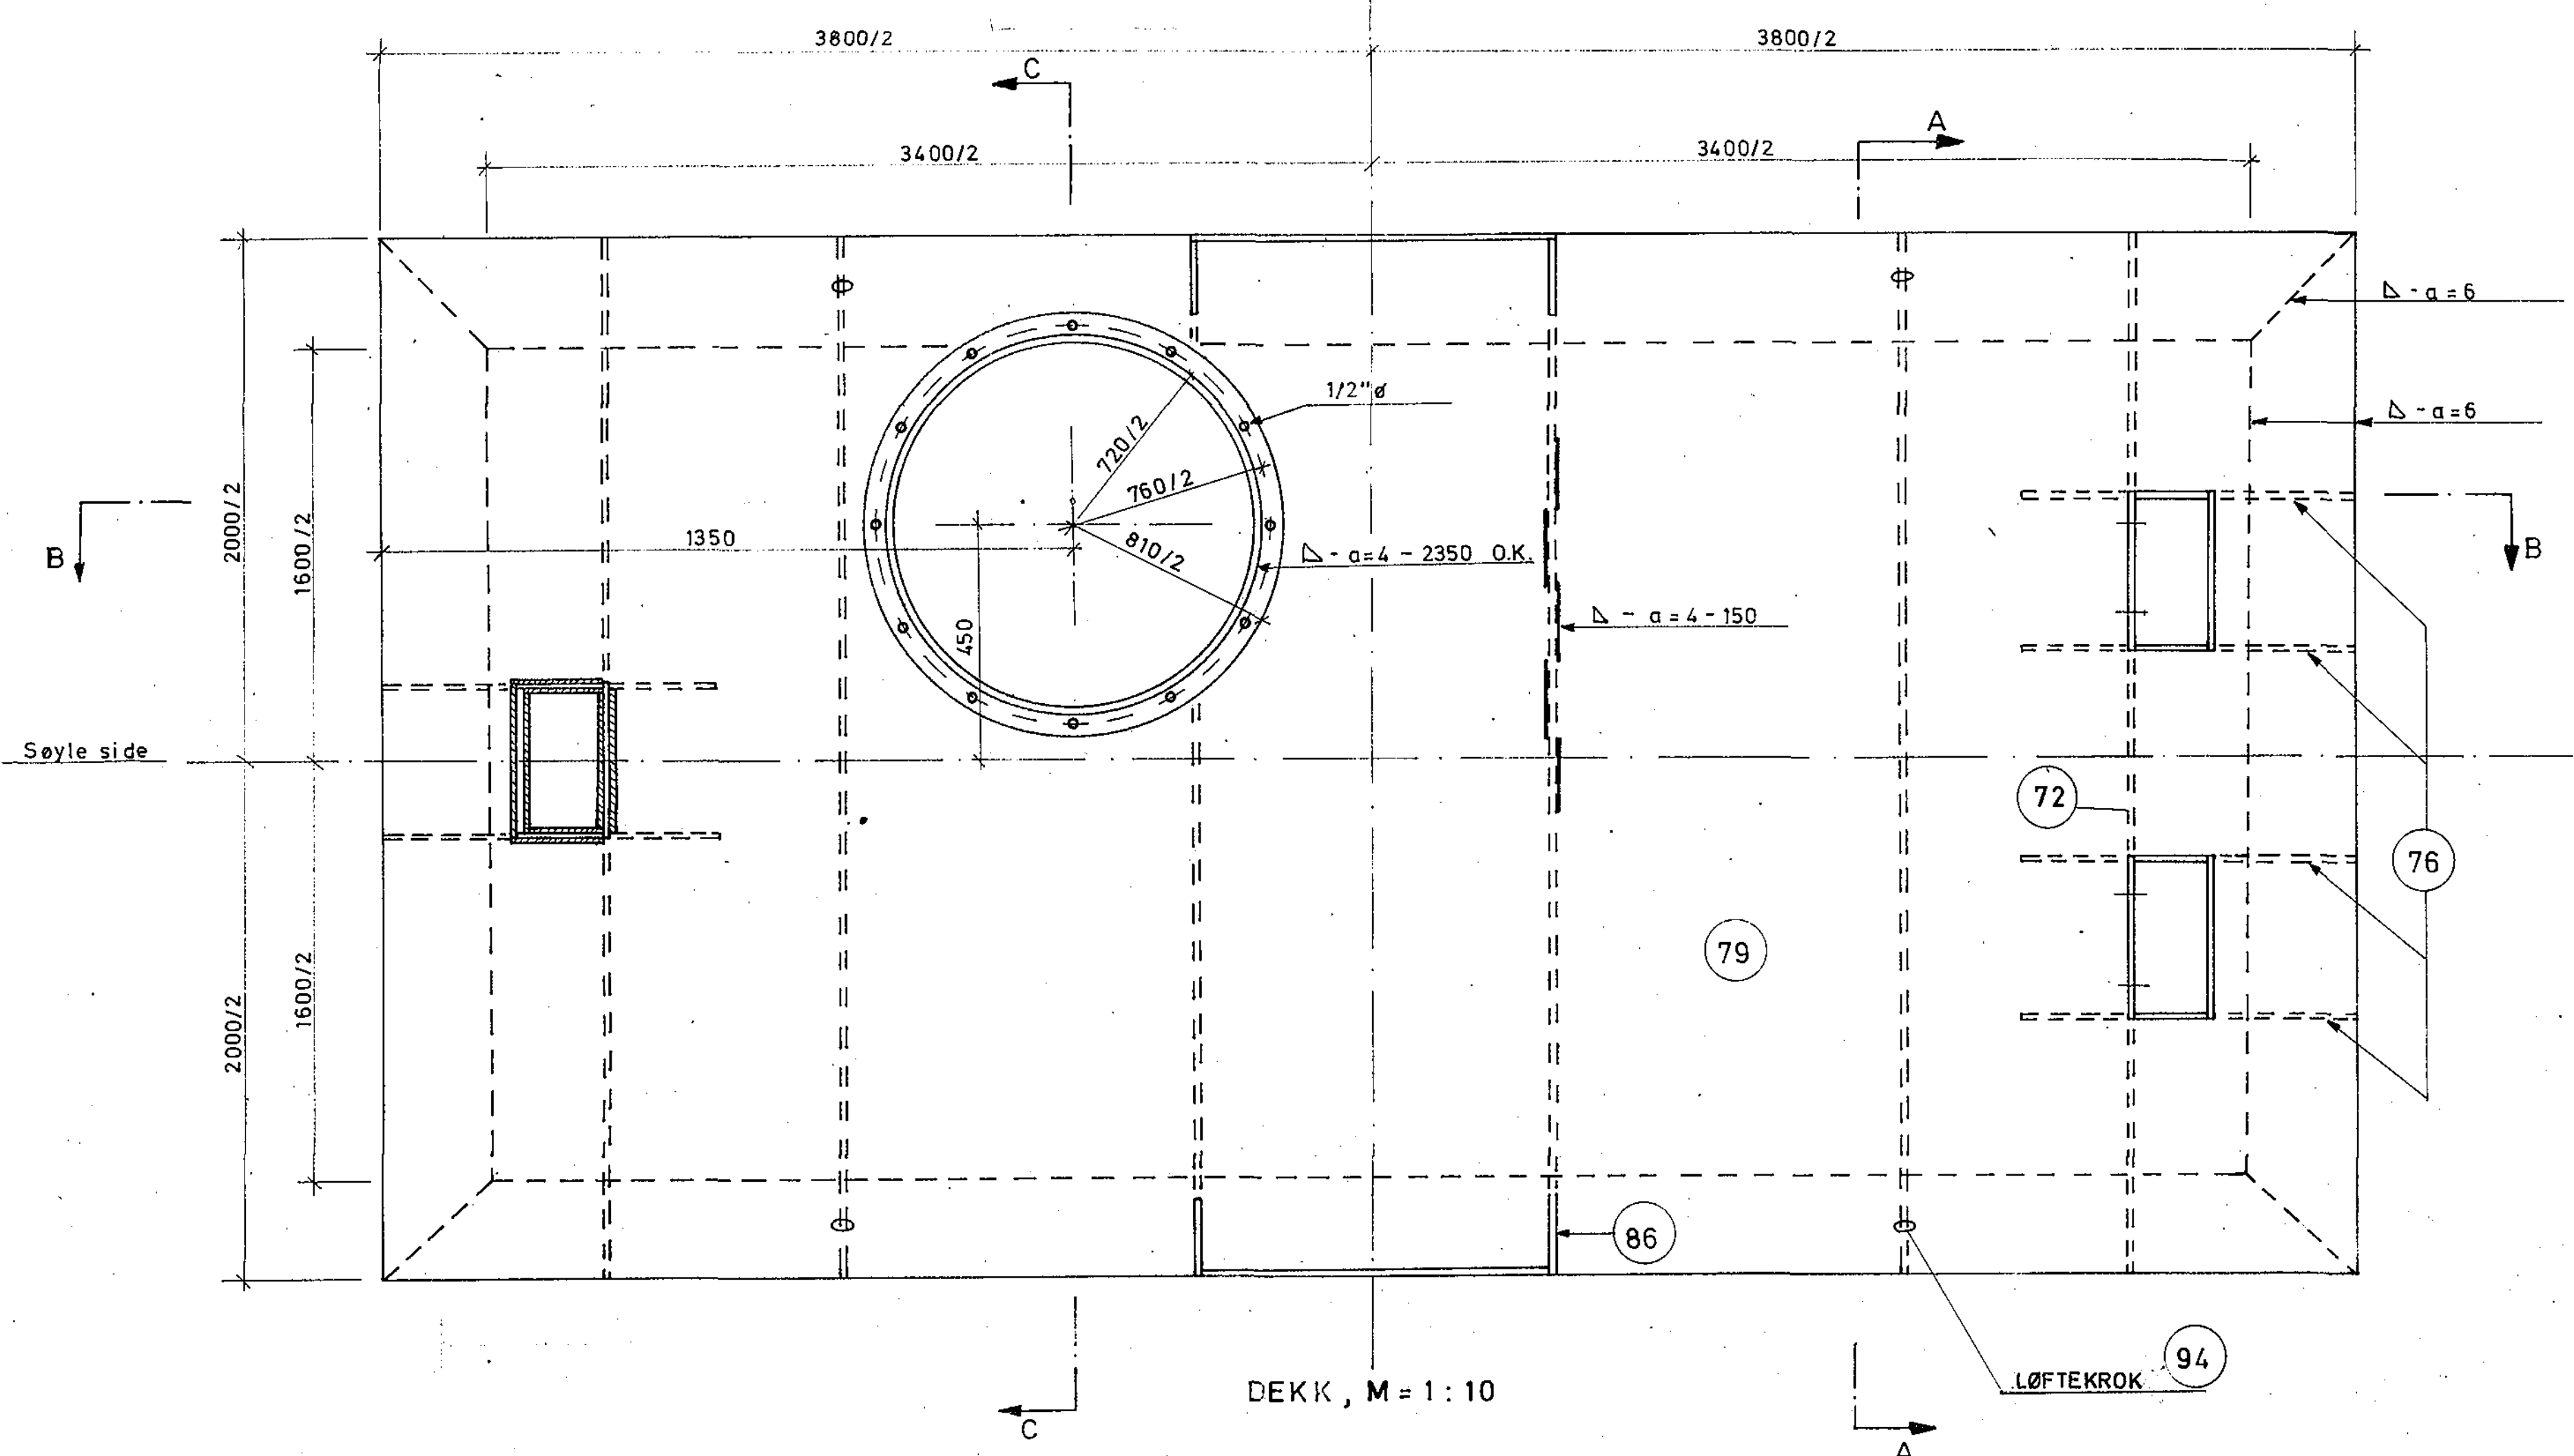 3800/2
3800/2
C
A
3400/2
3400/2
⊿ - a = 6
1/2" ø
⊿ - a = 6
720/2
760/2
2000/2
1600/2
B
1350
810/2
⊿ - a=4 - 2350 O.K.
B
450
⊿ - a = 4 - 150
Søyle side
72
76
79
2000/2
1600/2
86
94
LØFTEKROK
DEKK, M = 1 : 10
C
A